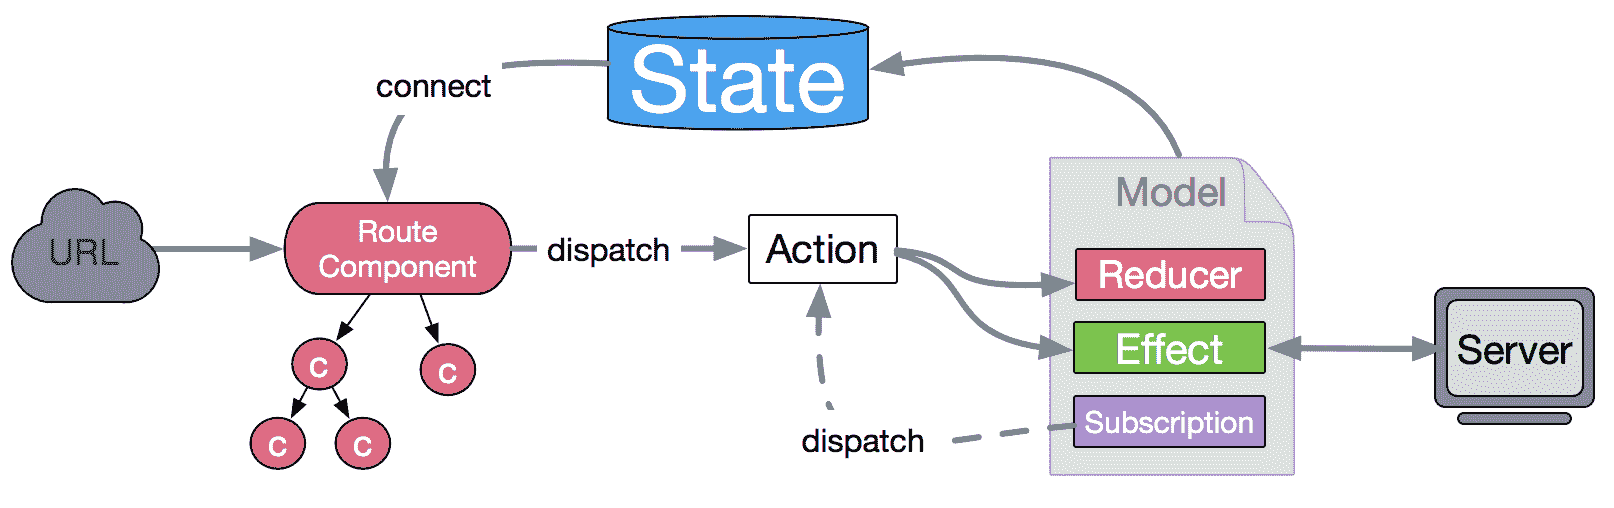 State
connect
Model
URL
Route
Component
dispatch
Action
Reducer
Effect
Server
Subscription
dispatch
C
C
C
C